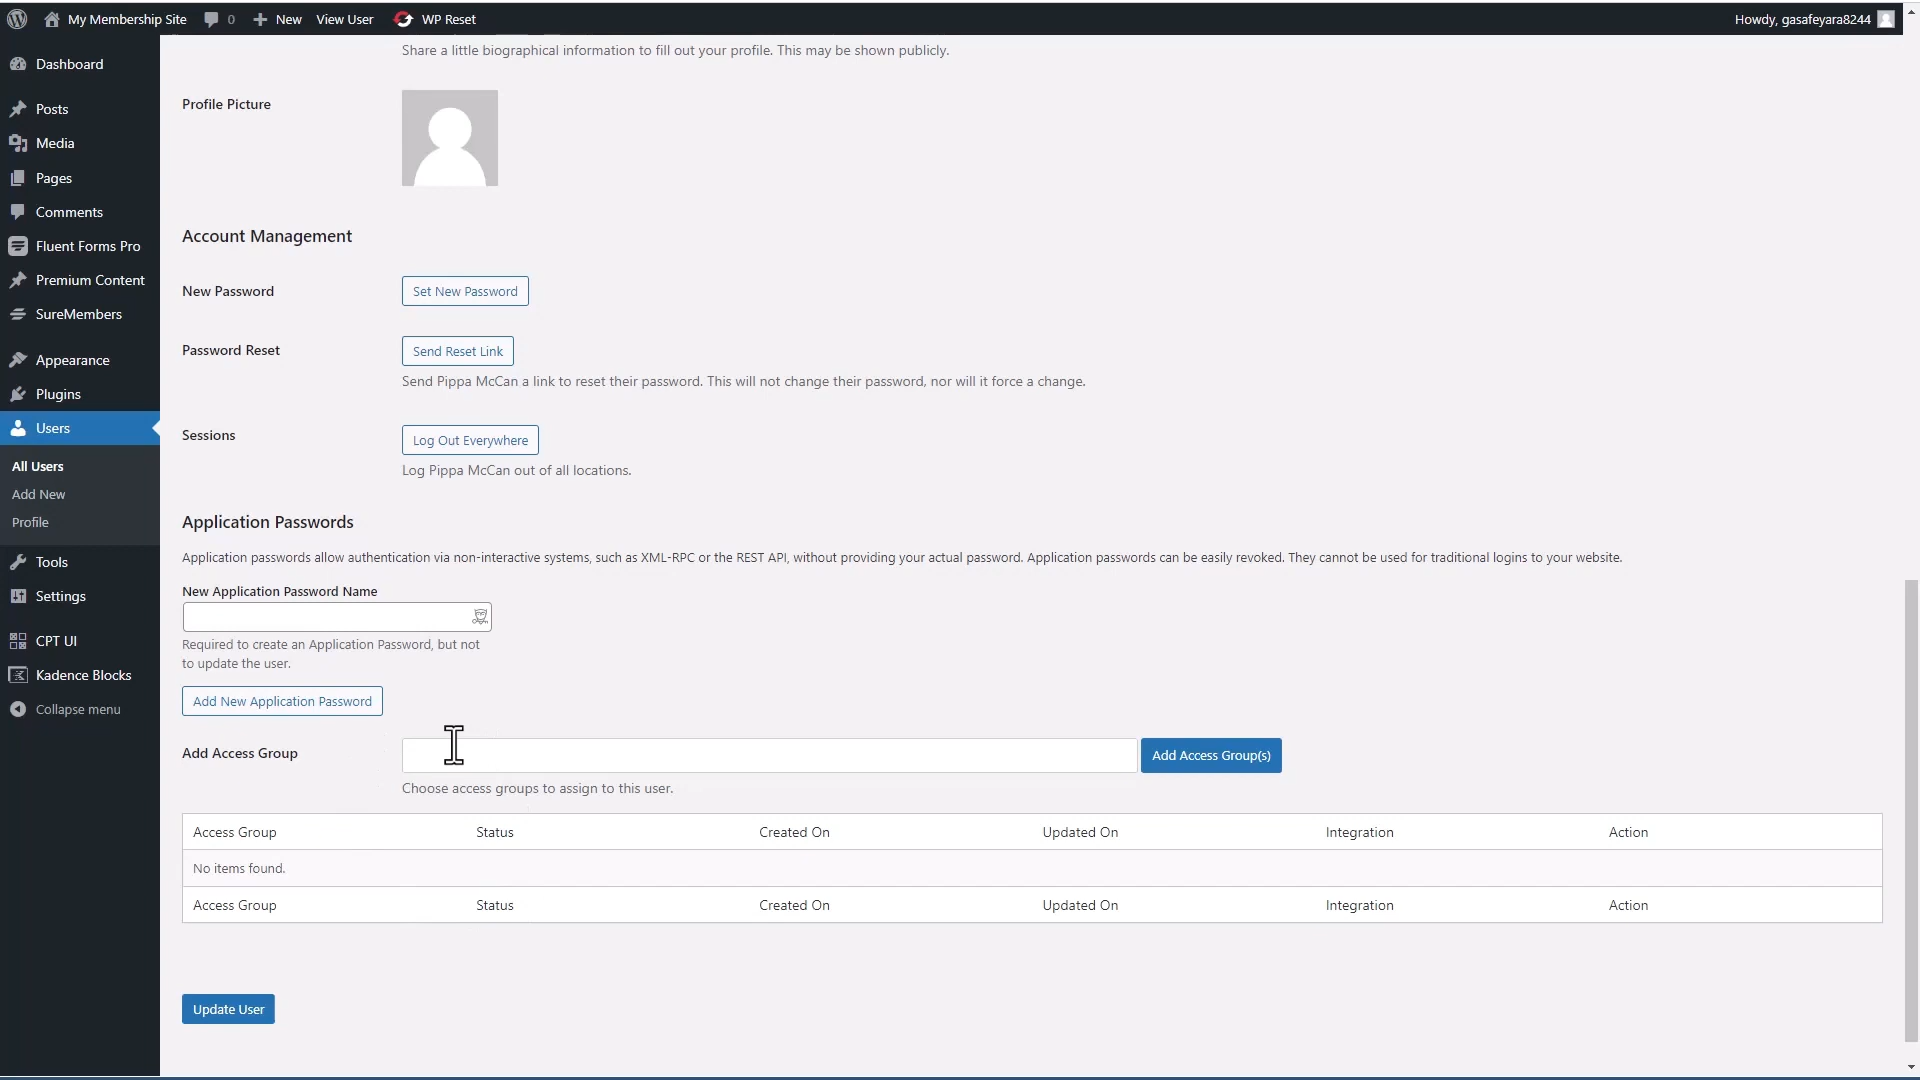 My Membership Site 0 New View User WP Reset Howdy, gasafeyara8244
Dashboard
Posts
Media
Pages
Comments
Fluent Forms Pro
Premium Content
SureMembers
Appearance
Plugins
Users
All Users
Add New
Profile
Tools
Settings
CPT UI
Kadence Blocks
Collapse menu
Share a little biographical information to fill out your profile. This may be shown publicly.
Profile Picture
Account Management
New Password Set New Password
Password Reset Send Reset Link
Send Pippa McCan a link to reset their password. This will not change their password, nor will it force a change.
Sessions Log Out Everywhere
Log Pippa McCan out of all locations.
Application Passwords
Application passwords allow authentication via non-interactive systems, such as XML-RPC or the REST API, without providing your actual password. Application passwords can be easily revoked. They cannot be used for traditional logins to your website.
New Application Password Name
Required to create an Application Password, but not
to update the user.
Add New Application Password
Add Access Group Add Access Group(s)
Choose access groups to assign to this user.
Access Group Status Created On Updated On Integration Action
No items found.
Access Group Status Created On Updated On Integration Action
Update User